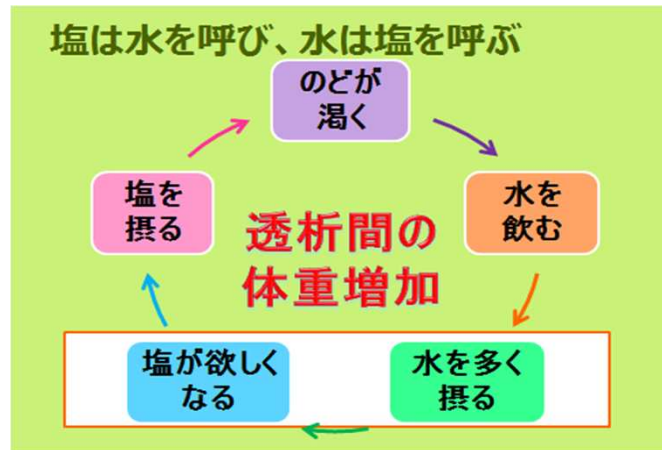 塩は水を呼び、水は塩を呼ぶ
のどが
渇く
水を
飲む
水を多く
摂る
塩が欲しく
なる
塩を
摂る
透析間の
体重増加